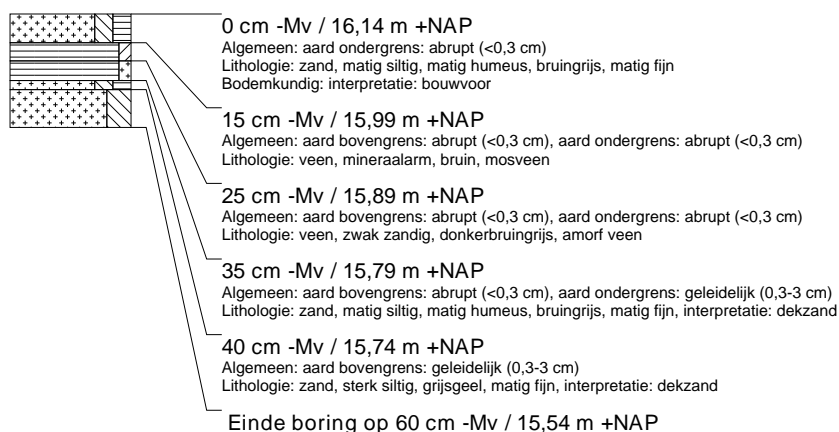 0 cm -Mv / 16,14 m +NAP
Algemeen: aard ondergrens: abrupt (<0,3 cm)
Lithologie: zand, matig siltig, matig humeus, bruingrijs, matig fijn
Bodemkundig: interpretatie: bouwvoor
15 cm -Mv / 15,99 m +NAP
Algemeen: aard bovengrens: abrupt (<0,3 cm), aard ondergrens: abrupt (<0,3 cm)
Lithologie: veen, mineraalarm, bruin, mosveen
25 cm -Mv / 15,89 m +NAP
Algemeen: aard bovengrens: abrupt (<0,3 cm), aard ondergrens: abrupt (<0,3 cm)
Lithologie: veen, zwak zandig, donkerbruingrijs, amorf veen
35 cm -Mv / 15,79 m +NAP
Algemeen: aard bovengrens: abrupt (<0,3 cm), aard ondergrens: geleidelijk (0,3-3 cm)
Lithologie: zand, matig siltig, matig humeus, bruingrijs, matig fijn, interpretatie: dekzand
40 cm -Mv / 15,74 m +NAP
Algemeen: aard bovengrens: geleidelijk (0,3-3 cm)
Lithologie: zand, sterk siltig, grijsgeel, matig fijn, interpretatie: dekzand
Einde boring op 60 cm -Mv / 15,54 m +NAP